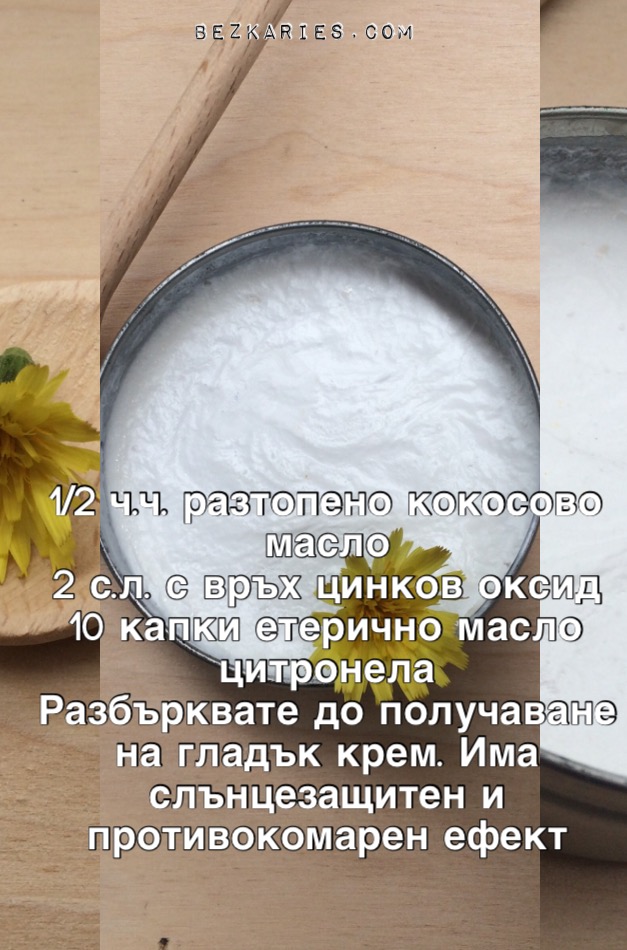 BEZKARIES.COM
1/2 ч.ч. разтопено кокосово
масло
2 с.л. с връх цинков оксид
10 капки етерично масло
цитронела
Разбърквате до получаване
на гладък крем. Има
слънцезащитен и
противокомарен ефект